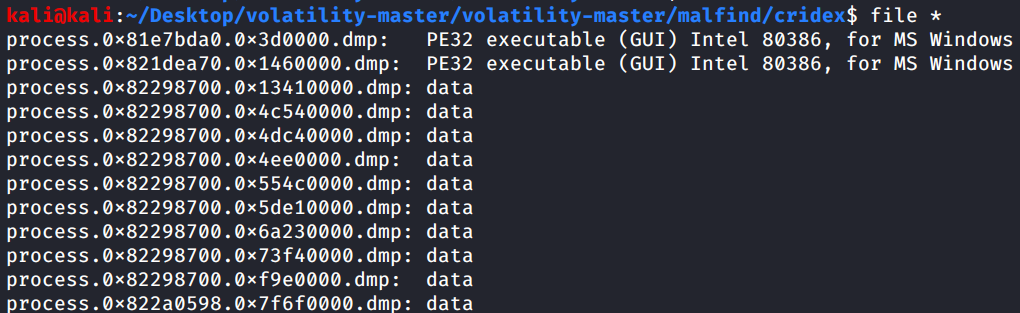 kali@kali:~/Desktop/volatility-master/volatility-master/malfind/cridex$ file *
process.0×81e7bda0.0×3d0000.dmp:   PE32 executable (GUI) Intel 80386, for MS Windows
process.0×821dea70.0×1460000.dmp:  PE32 executable (GUI) Intel 80386, for MS Windows
process.0×82298700.0×13410000.dmp: data
process.0×82298700.0×4c540000.dmp: data
process.0×82298700.0×4dc40000.dmp: data
process.0×82298700.0×4ee0000.dmp:  data
process.0×82298700.0×554c0000.dmp: data
process.0×82298700.0×5de10000.dmp: data
process.0×82298700.0×6a230000.dmp: data
process.0×82298700.0×73f40000.dmp: data
process.0×82298700.0×f9e0000.dmp:  data
process.0×822a0598.0×7f6f0000.dmp: data